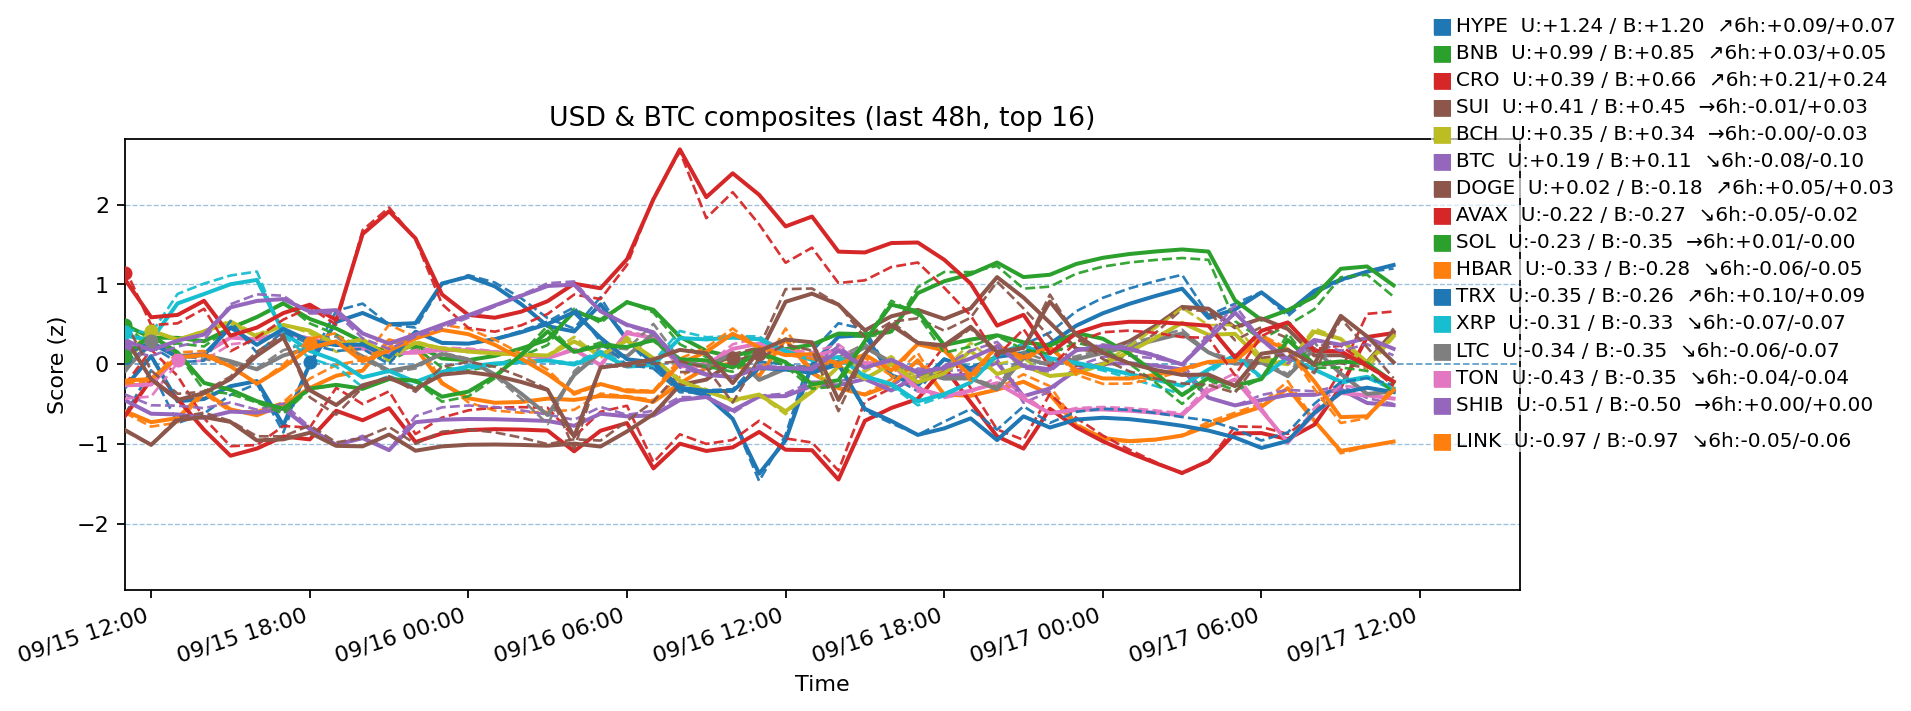 HYPE  U:+1.24 / B:+1.20  ↗6h:+0.09/+0.07
BNB  U:+0.99 / B:+0.85  ↗6h:+0.03/+0.05
CRO  U:+0.39 / B:+0.66  ↗6h:+0.21/+0.24
SUI  U:+0.41 / B:+0.45  →6h:-0.01/+0.03
BCH  U:+0.35 / B:+0.34  →6h:-0.00/-0.03
BTC  U:+0.19 / B:+0.11  ↘6h:-0.08/-0.10
DOGE  U:+0.02 / B:-0.18  ↗6h:+0.05/+0.03
AVAX  U:-0.22 / B:-0.27  ↘6h:-0.05/-0.02
SOL  U:-0.23 / B:-0.35  →6h:+0.01/-0.00
HBAR  U:-0.33 / B:-0.28  ↘6h:-0.06/-0.05
TRX  U:-0.35 / B:-0.26  ↗6h:+0.10/+0.09
XRP  U:-0.31 / B:-0.33  ↘6h:-0.07/-0.07
LTC  U:-0.34 / B:-0.35  ↘6h:-0.06/-0.07
TON  U:-0.43 / B:-0.35  ↘6h:-0.04/-0.04
SHIB  U:-0.51 / B:-0.50  →6h:+0.00/+0.00
LINK  U:-0.97 / B:-0.97  ↘6h:-0.05/-0.06
USD & BTC composites (last 48h, top 16)
Score (z)
2
1
0
−1
−2
09/15 12:00
09/15 18:00
09/16 00:00
09/16 06:00
09/16 12:00
09/16 18:00
09/17 00:00
09/17 06:00
09/17 12:00
Time